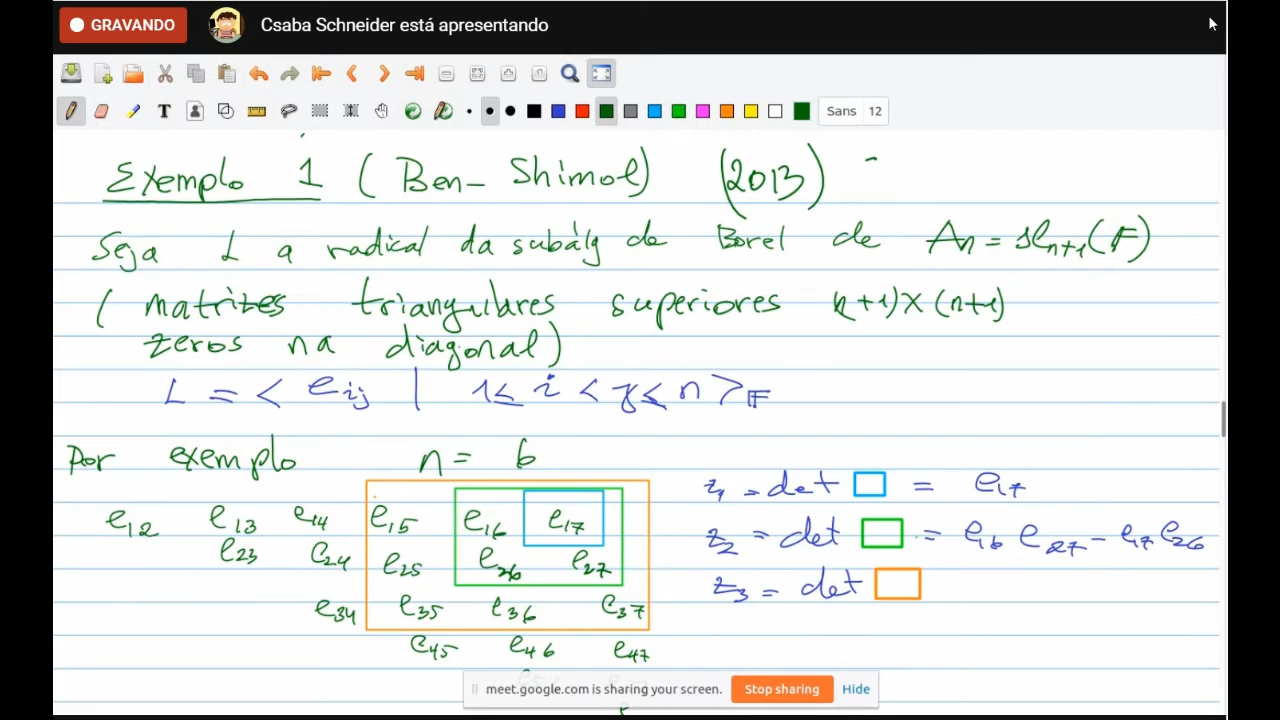 GRAVANDO Csaba Schneider está apresentando
T Sans 12
Exemplo 1 (Ben-Shimol) (2013)
Seja L a radical da subálg de Borel de An = sl n+1 (F)
(matrizes triangulares superiores (n+1)×(n+1)
zeros na diagonal)
L = < e ij | 1 ≤ i < j ≤ n > F
Por exemplo n = 6
e12 e13 e14 e15 e16 e17
e23 e24 e25 e26 e27
e34 e35 e36 e37
e45 e46 e47
z1 = det □ = e17
z2 = det □ = e16 e27 - e17 e26
z3 = det □
meet.google.com is sharing your screen. Stop sharing Hide